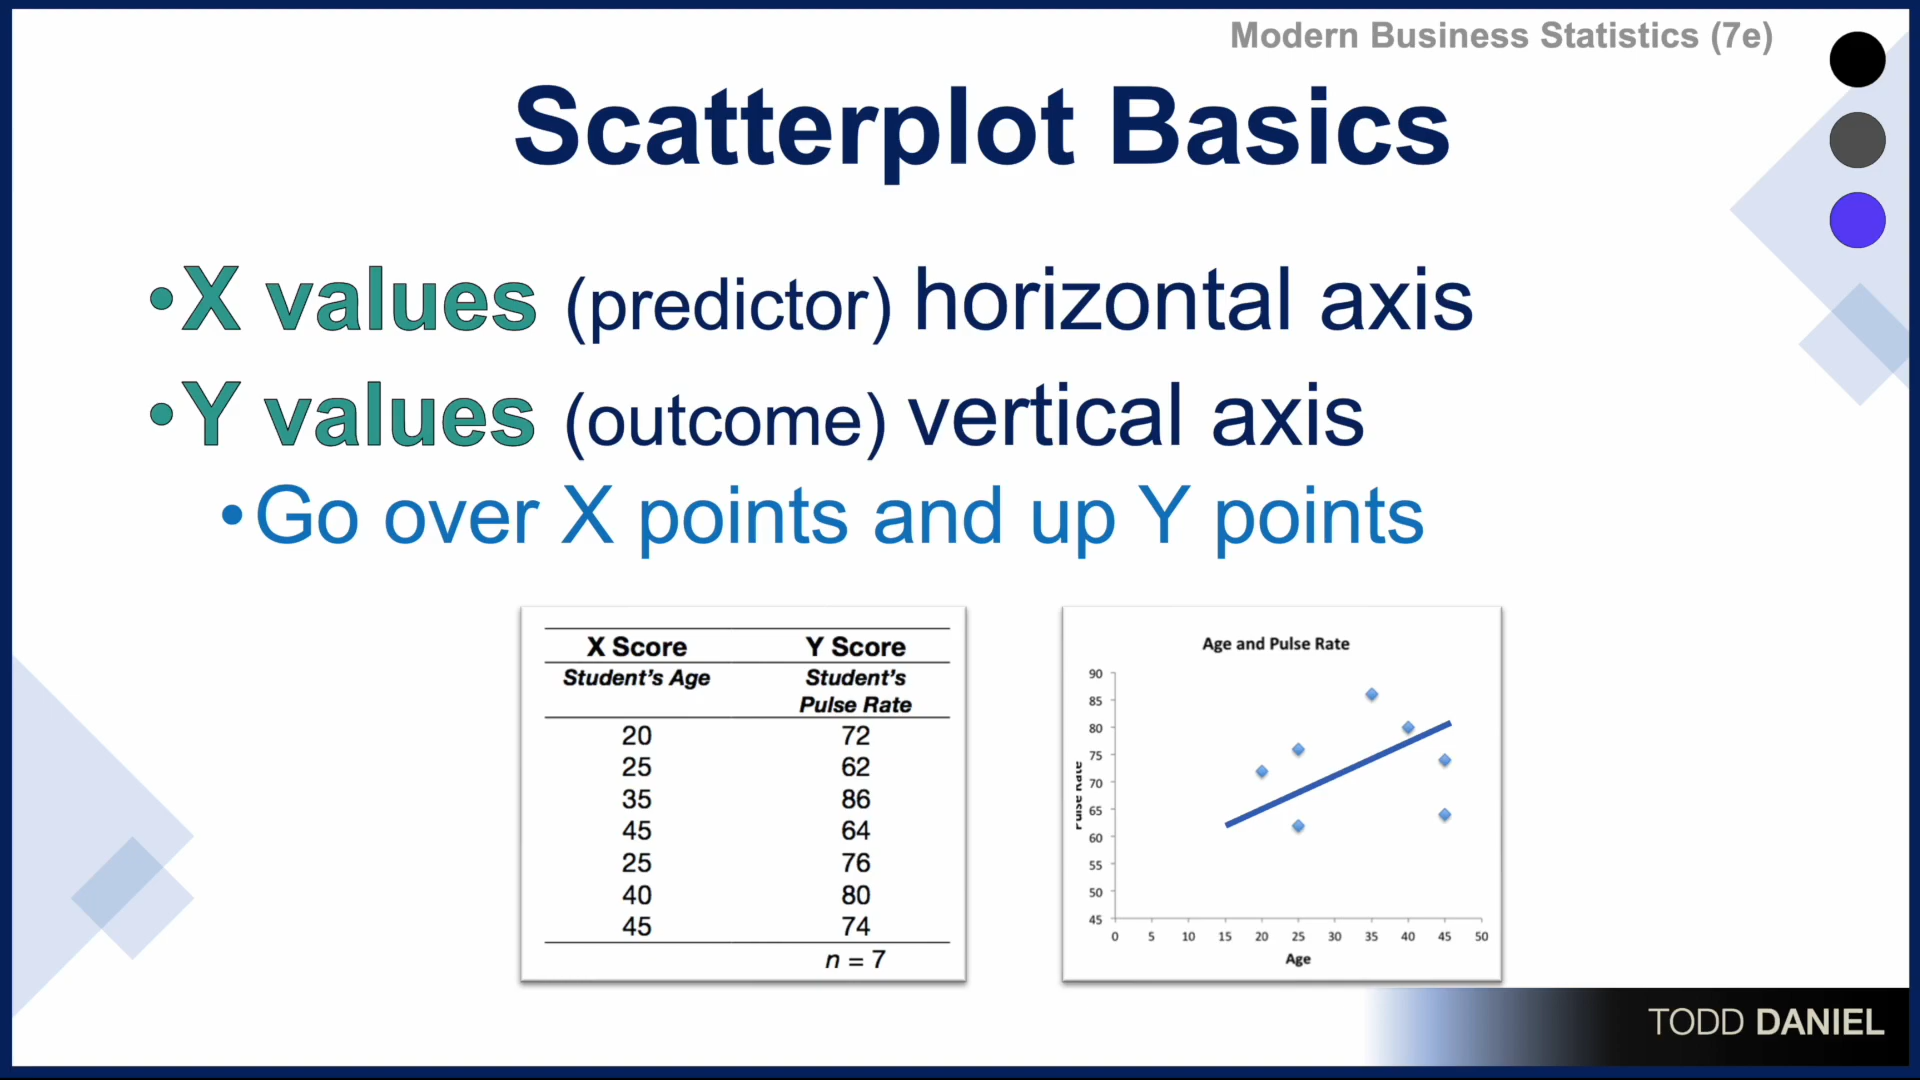 Modern Business Statistics (7e)
Scatterplot Basics
•X values (predictor) horizontal axis
•Y values (outcome) vertical axis
•Go over X points and up Y points
X Score Y Score
Student's Age Student's
Pulse Rate
20 72
25 62
35 86
45 64
25 76
40 80
45 74
n = 7
Age and Pulse Rate
90
85
80
75
70
65
60
55
50
45
Pulse Rate
0 5 10 15 20 25 30 35 40 45 50
Age
TODD DANIEL